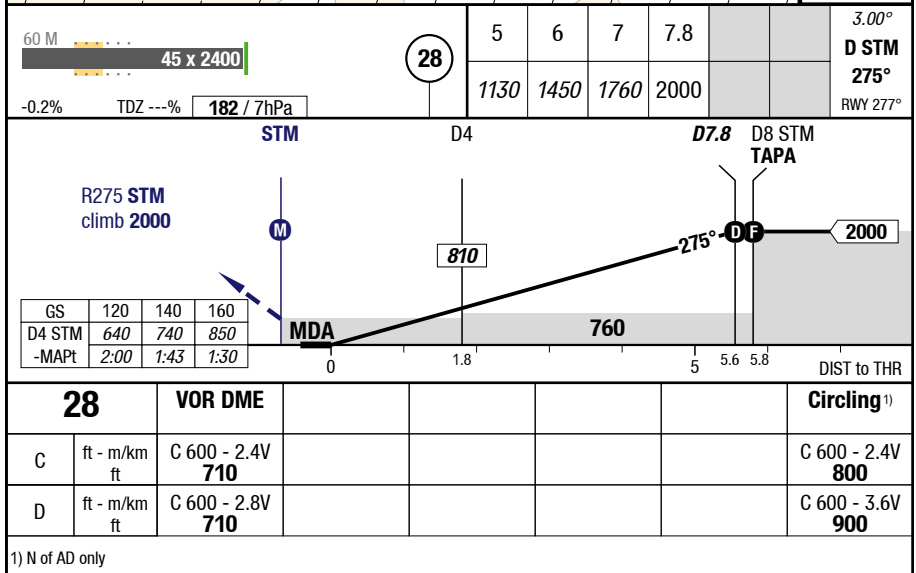 60 M
45 x 2400
-0.2% TDZ ---% 182 / 7hPa
28
5 6 7 7.8
1130 1450 1760 2000
3.00°
D STM
275°
RWY 277°
STM D4 D7.8 D8 STM
TAPA
R275 STM
climb 2000
M
810
275°
D F
2000
GS 120 140 160
D4 STM 640 740 850
-MAPt 2:00 1:43 1:30
MDA
760
0 1.8 5 5.6 5.8 DIST to THR
28 VOR DME Circling 1)
C ft - m/km C 600 - 2.4V C 600 - 2.4V
ft 710 800
D ft - m/km C 600 - 2.8V C 600 - 3.6V
ft 710 900
1) N of AD only